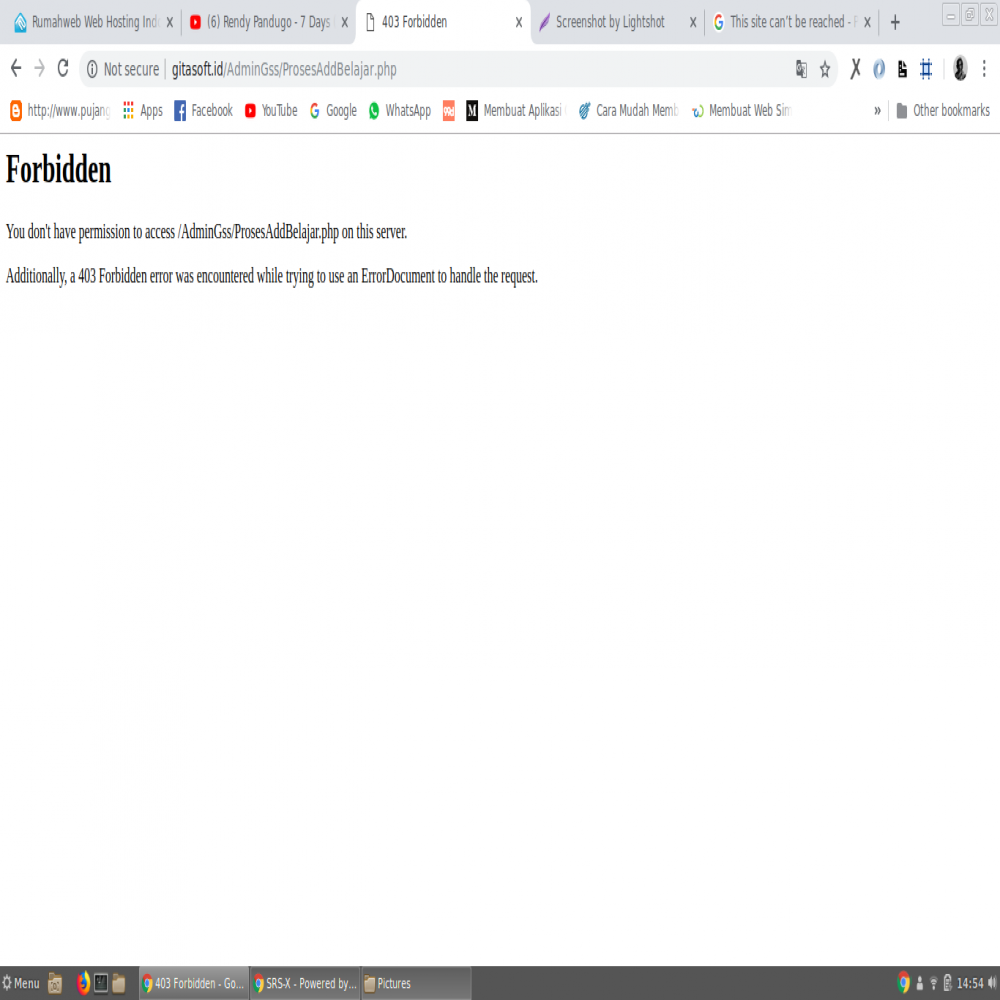 Rumahweb Web Hosting Ind
(6) Rendy Pandugo - 7 Days
403 Forbidden
Screenshot by Lightshot
This site can't be reached -
Not secure | gitasoft.id/AdminGss/ProsesAddBelajar.php
http://www.pujang
Apps
Facebook
YouTube
Google
WhatsApp
Membuat Aplikasi
Cara Mudah Memb
Membuat Web Sim
»
Other bookmarks
Forbidden
You don't have permission to access /AdminGss/ProsesAddBelajar.php on this server.
Additionally, a 403 Forbidden error was encountered while trying to use an ErrorDocument to handle the request.
Menu
403 Forbidden - Go...
SRS-X - Powered by...
Pictures
14:54